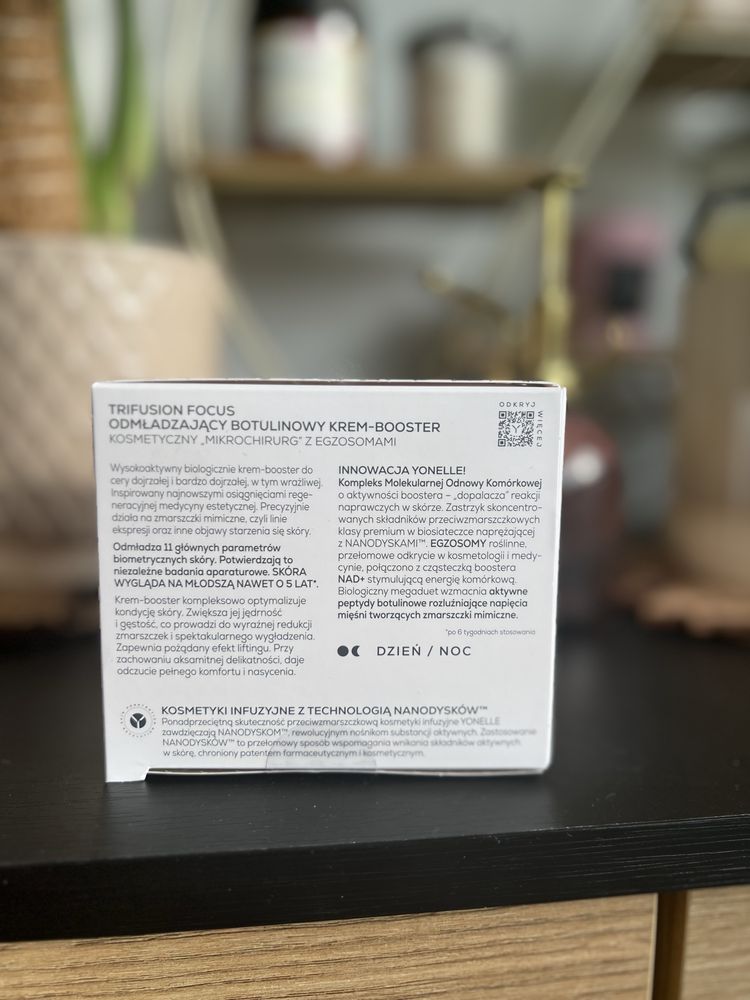 TRIFUSION FOCUS
ODMŁADZAJĄCY BOTULINOWY KREM-BOOSTER
KOSMETYCZNY „MIKROCHIRURG" Z EGZOSOMAMI
ODKRYJ
WIĘCEJ
Wysokoaktywny biologicznie krem-booster do
cery dojrzałej i bardzo dojrzałej, w tym wrażliwej.
Inspirowany najnowszymi osiągnięciami rege-
neracyjnej medycyny estetycznej. Precyzyjnie
działa na zmarszczki mimiczne, czyli linie
ekspresji oraz inne objawy starzenia się skóry.
Odmładza 11 głównych parametrów
biometrycznych skóry. Potwierdzają to
niezależne badania aparaturowe. SKÓRA
WYGLĄDA NA MŁODSZĄ NAWET O 5 LAT*.
Krem-booster kompleksowo optymalizuje
kondycję skóry. Zwiększa jej jędrność
i gęstość, co prowadzi do wyraźnej redukcji
zmarszczek i spektakularnego wygładzenia.
Zapewnia pożądany efekt liftingu. Przy
zachowaniu aksamitnej delikatności, daje
odczucie pełnego komfortu i nasycenia.
INNOWACJA YONELLE!
Kompleks Molekularnej Odnowy Komórkowej
o aktywności boostera – „dopalacza" reakcji
naprawczych w skórze. Zastrzyk skoncentro-
wanych składników przeciwzmarszczkowych
klasy premium w biosiateczce naprężającej
z NANODYSKAMI™. EGZOSOMY roślinne,
przełomowe odkrycie w kosmetologii i medy-
cynie, połączono z cząsteczką boostera
NAD+ stymulującą energię komórkową.
Biologiczny megaduet wzmacnia aktywne
peptydy botulinowe rozluźniające napięcia
mięśni tworzących zmarszczki mimiczne.
*po 6 tygodniach stosowania
DZIEŃ / NOC
KOSMETYKI INFUZYJNE Z TECHNOLOGIĄ NANODYSKÓW™
Ponadprzeciętną skuteczność przeciwzmarszczkową kosmetyki infuzyjne YONELLE
zawdzięczają NANODYSKOM™, rewolucyjnym nośnikom substancji aktywnych. Zastosowanie
NANODYSKÓW™ to przełomowy sposób wspomagania wnikania składników aktywnych
w skórę, chroniony patentem farmaceutycznym i kosmetycznym.